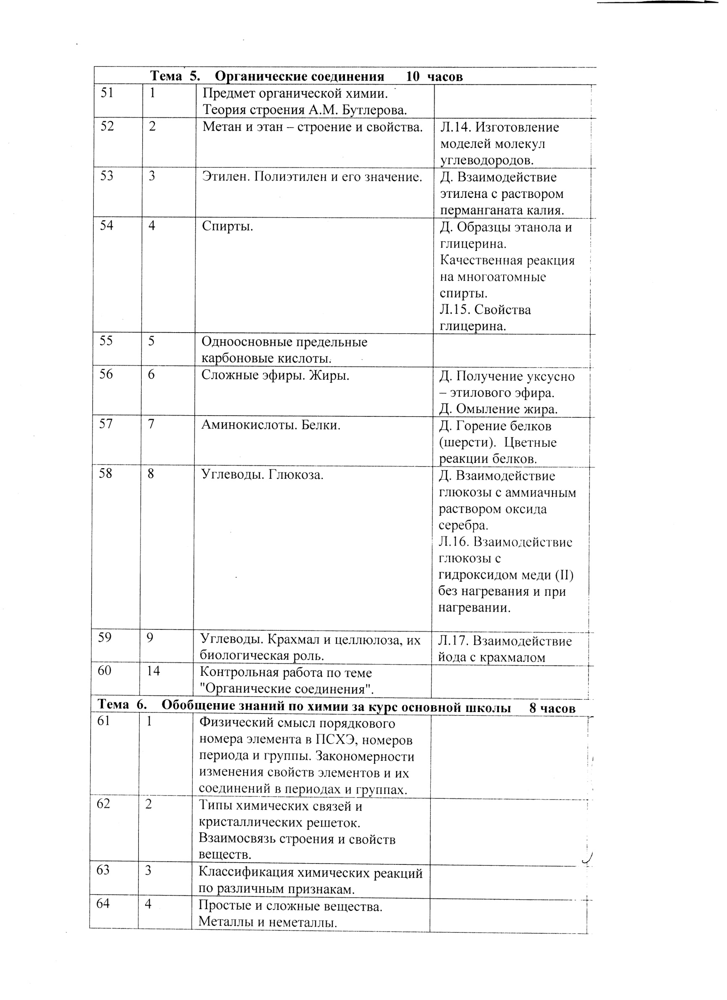 Тема 5. Органические соединения 10 часов
51 1 Предмет органической химии.
Теория строения А.М. Бутлерова.
52 2 Метан и этан – строение и свойства. Л.14. Изготовление
моделей молекул
углеводородов.
53 3 Этилен. Полиэтилен и его значение. Д. Взаимодействие
этилена с раствором
перманганата калия.
54 4 Спирты. Д. Образцы этанола и
глицерина.
Качественная реакция
на многоатомные
спирты.
Л.15. Свойства
глицерина.
55 5 Одноосновные предельные
карбоновые кислоты.
56 6 Сложные эфиры. Жиры. Д. Получение уксусно
– этилового эфира.
Д. Омыление жира.
57 7 Аминокислоты. Белки. Д. Горение белков
(шерсти). Цветные
реакции белков.
58 8 Углеводы. Глюкоза. Д. Взаимодействие
глюкозы с аммиачным
раствором оксида
серебра.
Л.16. Взаимодействие
глюкозы с
гидроксидом меди (II)
без нагревания и при
нагревании.
59 9 Углеводы. Крахмал и целлюлоза, их Л.17. Взаимодействие
биологическая роль. йода с крахмалом
60 14 Контрольная работа по теме
"Органические соединения".
Тема 6. Обобщение знаний по химии за курс основной школы 8 часов
61 1 Физический смысл порядкового
номера элемента в ПСХЭ, номеров
периода и группы. Закономерности
изменения свойств элементов и их
соединений в периодах и группах.
62 2 Типы химических связей и
кристаллических решеток.
Взаимосвязь строения и свойств
веществ.
63 3 Классификация химических реакций
по различным признакам.
64 4 Простые и сложные вещества.
Металлы и неметаллы.